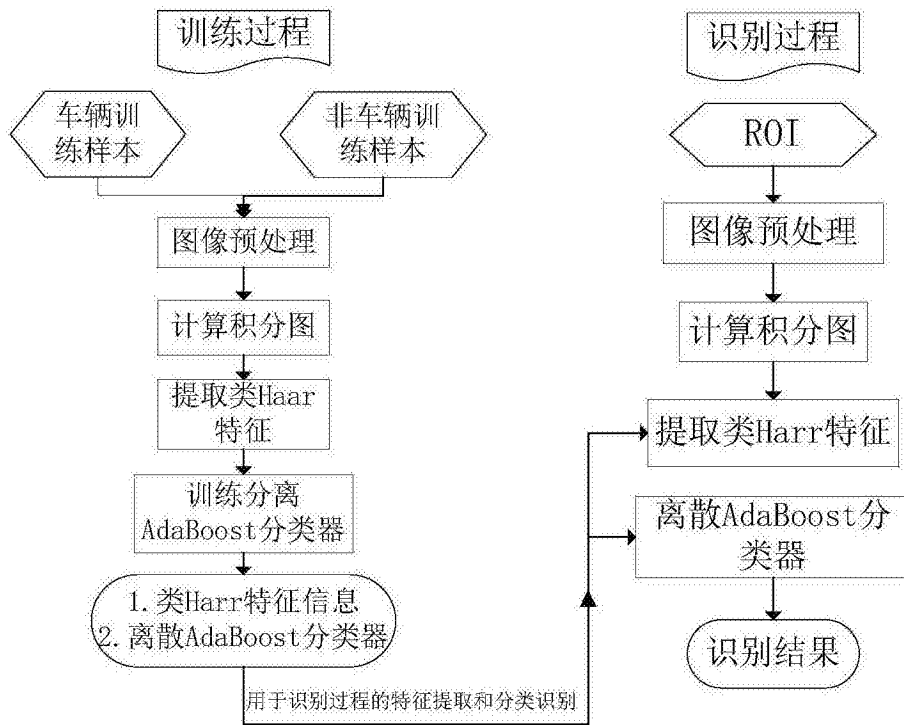 训练过程
车辆训
练样本
非车辆训
练样本
图像预处理
计算积分图
提取类Haar
特征
训练分离
AdaBoost分类器
1.类Harr特征信息
2.离散AdaBoost分类器
用于识别过程的特征提取和分类识别
识别过程
ROI
图像预处理
计算积分图
提取类Harr特征
离散AdaBoost分
类器
识别结果